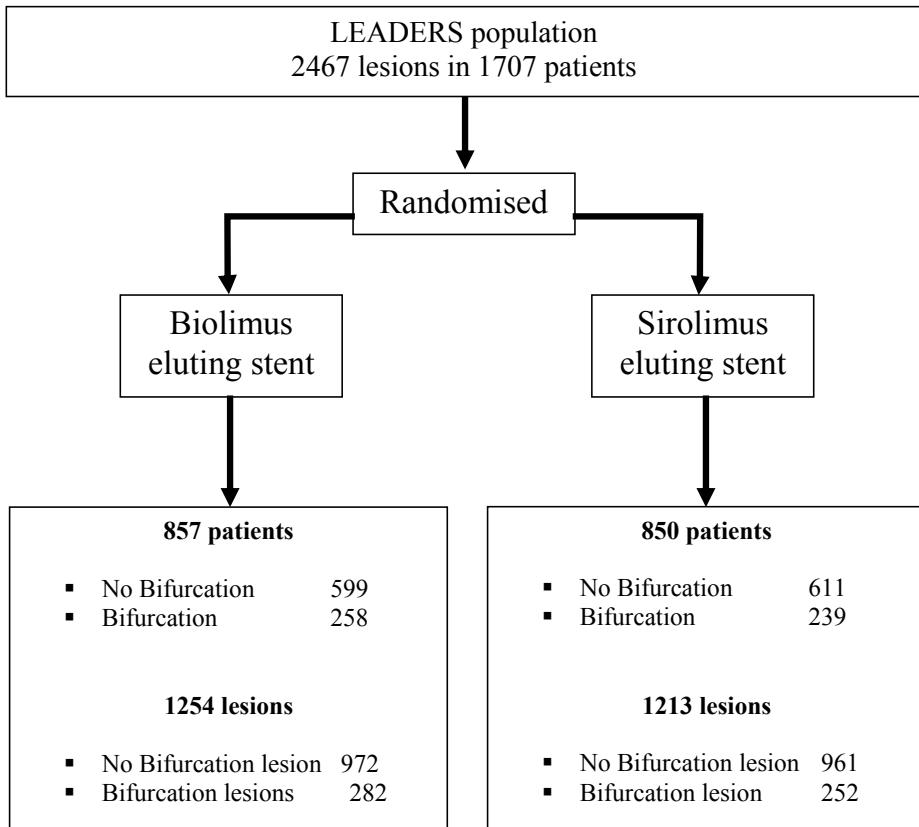 LEADERS population
2467 lesions in 1707 patients
Randomised
Biolimus
eluting stent
Sirolimus
eluting stent
857 patients
▪ No Bifurcation 599
▪ Bifurcation 258
1254 lesions
▪ No Bifurcation lesion 972
▪ Bifurcation lesions 282
850 patients
▪ No Bifurcation 611
▪ Bifurcation 239
1213 lesions
▪ No Bifurcation lesion 961
▪ Bifurcation lesion 252